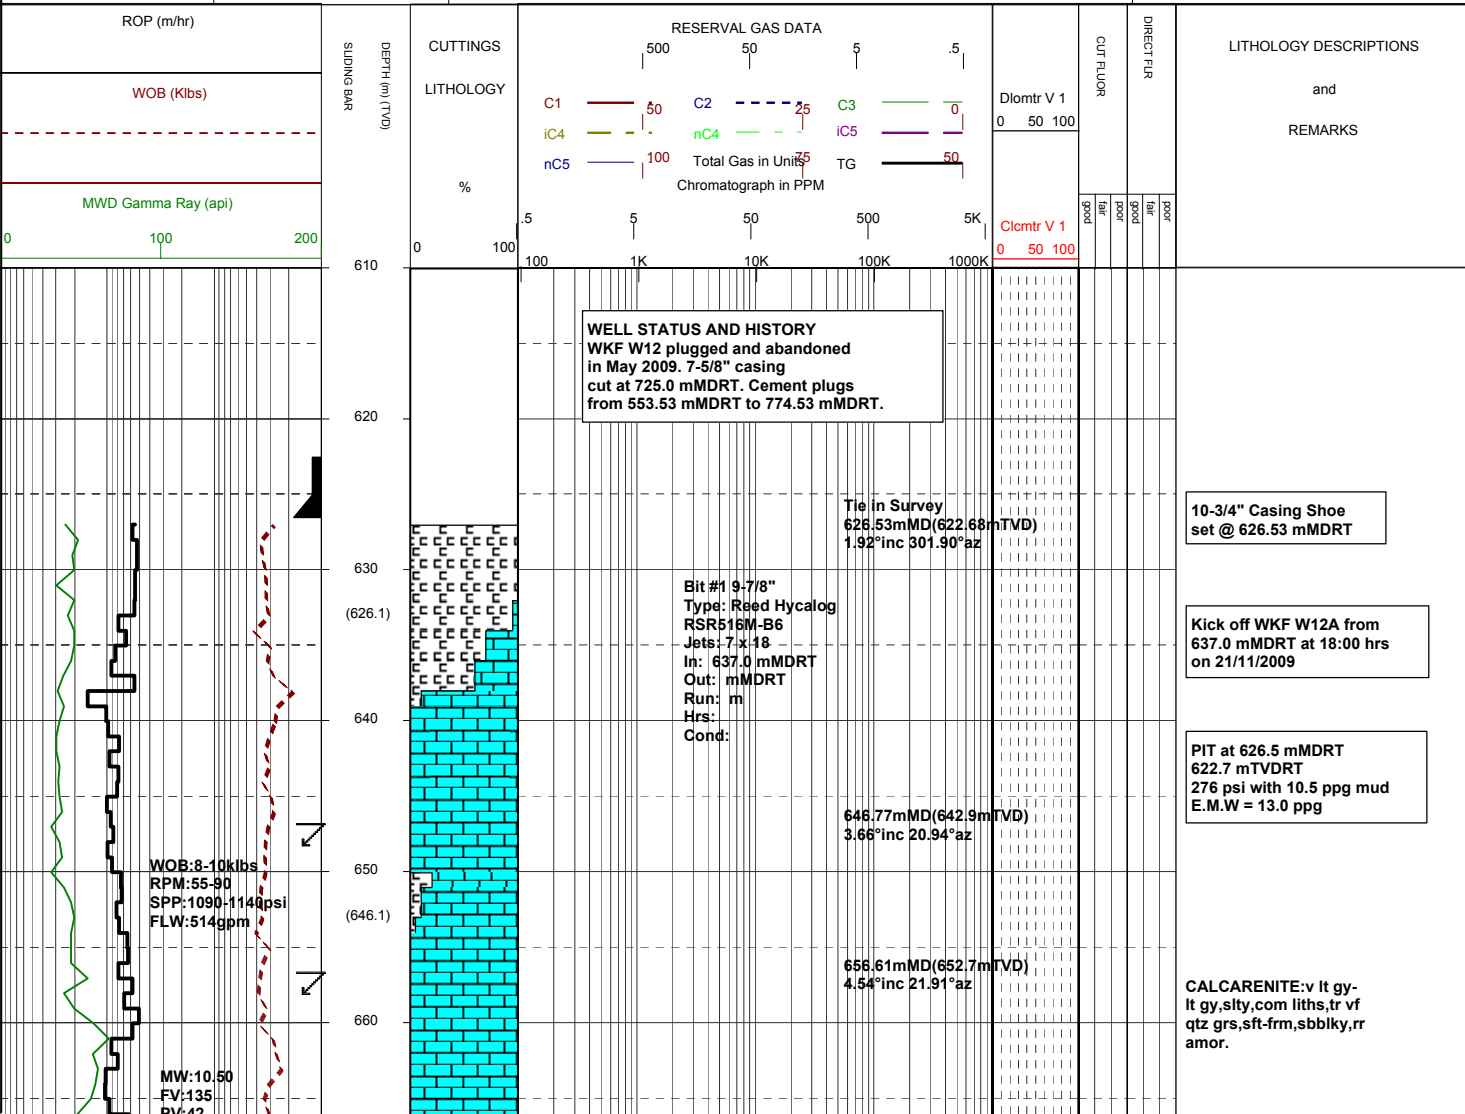 ROP (m/hr)
WOB (Klbs)
MWD Gamma Ray (api)
0 100 200
SLIDING BAR
DEPTH (m) (TVD)
CUTTINGS
LITHOLOGY
%
0 100
RESERVAL GAS DATA
500 50 5 .5
C1 50 C2 25 C3 0
iC4 nC4 iC5
nC5 100 Total Gas in Units 75 TG 50
Chromatograph in PPM
.5 5 50 500 5K
100 1K 10K 100K 1000K
Dlomtr V 1
0 50 100
Clcmtr V 1
0 50 100
CUT FLUOR
DIRECT FLR
good fair poor good fair poor
LITHOLOGY DESCRIPTIONS
and
REMARKS
610
WELL STATUS AND HISTORY
WKF W12 plugged and abandoned
in May 2009. 7-5/8" casing
cut at 725.0 mMDRT. Cement plugs
from 553.53 mMDRT to 774.53 mMDRT.
620
Tie in Survey
626.53mMD(622.68mTVD)
1.92°inc 301.90°az
10-3/4" Casing Shoe
set @ 626.53 mMDRT
630
(626.1)
Bit #1 9-7/8"
Type: Reed Hycalog
RSR516M-B6
Jets: 7 x 18
In: 637.0 mMDRT
Out: mMDRT
Run: m
Hrs:
Cond:
Kick off WKF W12A from
637.0 mMDRT at 18:00 hrs
on 21/11/2009
640
PIT at 626.5 mMDRT
622.7 mTVDRT
276 psi with 10.5 ppg mud
E.M.W = 13.0 ppg
646.77mMD(642.9mTVD)
3.66°inc 20.94°az
650
WOB:8-10klbs
RPM:55-90
SPP:1090-1140psi
FLW:514gpm
(646.1)
656.61mMD(652.7mTVD)
4.54°inc 21.91°az
660
CALCARENITE:v lt gy-
lt gy,slty,com liths,tr vf
qtz grs,sft-frm,sbblky,rr
amor.
MW:10.50
FV:135
PV:42